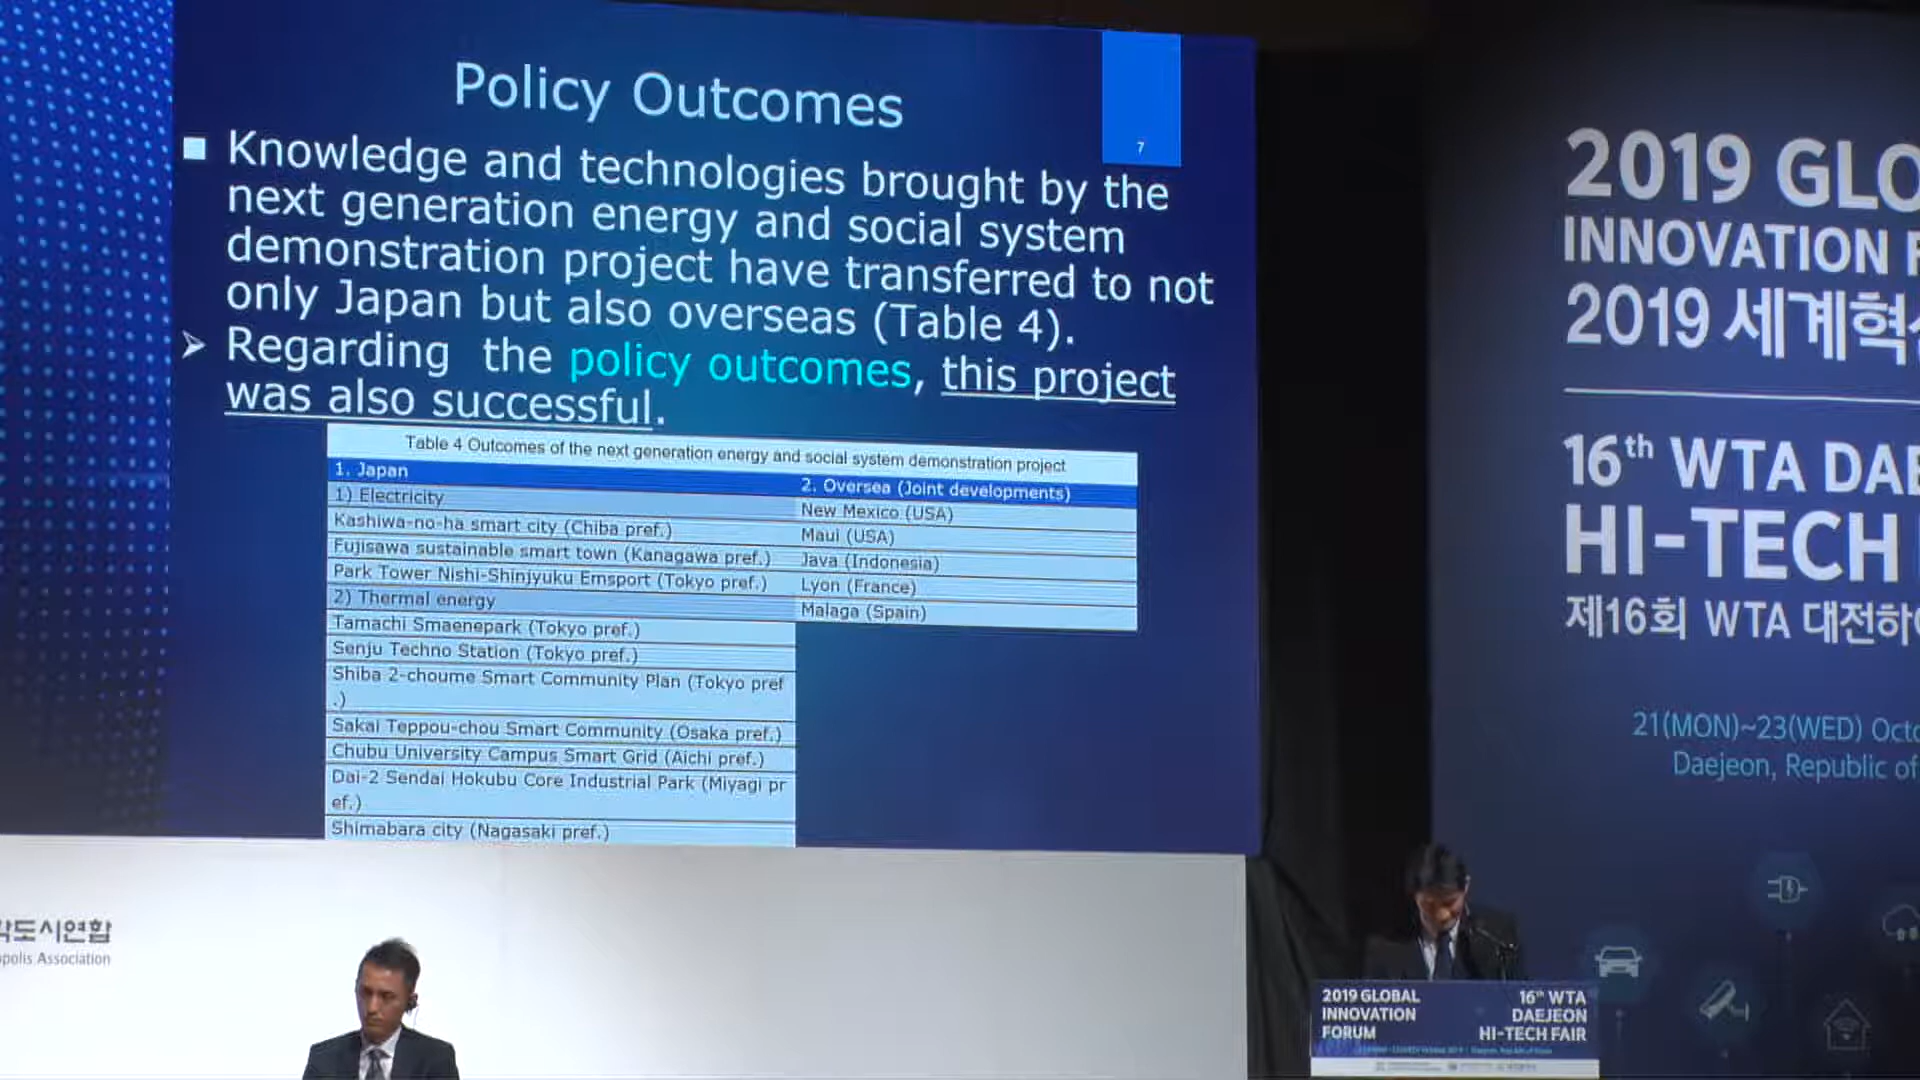 Policy Outcomes
7
■ Knowledge and technologies brought by the
next generation energy and social system
demonstration project have transferred to not
only Japan but also overseas (Table 4).
➢ Regarding the policy outcomes, this project
was also successful.
Table 4 Outcomes of the next generation energy and social system demonstration project
1. Japan
2. Oversea (Joint developments)
1) Electricity
New Mexico (USA)
Kashiwa-no-ha smart city (Chiba pref.)
Maui (USA)
Fujisawa sustainable smart town (Kanagawa pref.)
Java (Indonesia)
Park Tower Nishi-Shinjyuku Emsport (Tokyo pref.)
Lyon (France)
2) Thermal energy
Malaga (Spain)
Tamachi Smaenepark (Tokyo pref.)
Senju Techno Station (Tokyo pref.)
Shiba 2-choume Smart Community Plan (Tokyo pref
.)
Sakai Teppou-chou Smart Community (Osaka pref.)
Chubu University Campus Smart Grid (Aichi pref.)
Dai-2 Sendai Hokubu Core Industrial Park (Miyagi pr
ef.)
Shimabara city (Nagasaki pref.)
2019 GLO
INNOVATION F
2019 세계혁
16th WTA DAE
HI-TECH
제16회 WTA 대전하
21(MON)~23(WED) Octo
Daejeon, Republic of
도시연합
polis Association
2019 GLOBAL
INNOVATION
FORUM
16th WTA
DAEJEON
HI-TECH FAIR